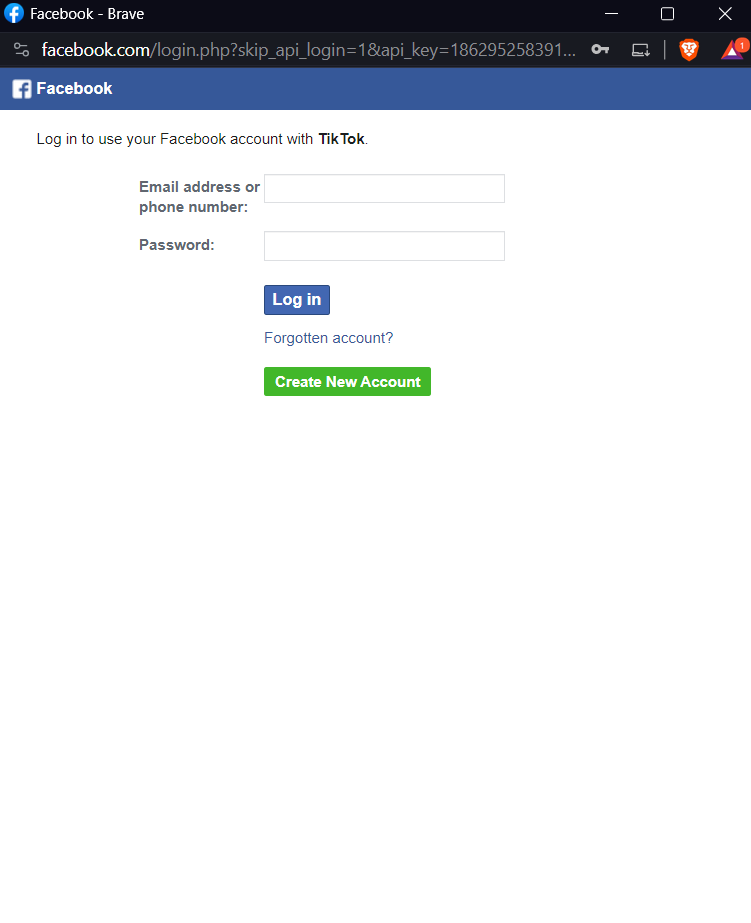 Facebook - Brave
facebook.com/login.php?skip_api_login=1&api_key=186295258391...
1
Facebook
Log in to use your Facebook account with TikTok.
Email address or
phone number:
Password:
Log in
Forgotten account?
Create New Account